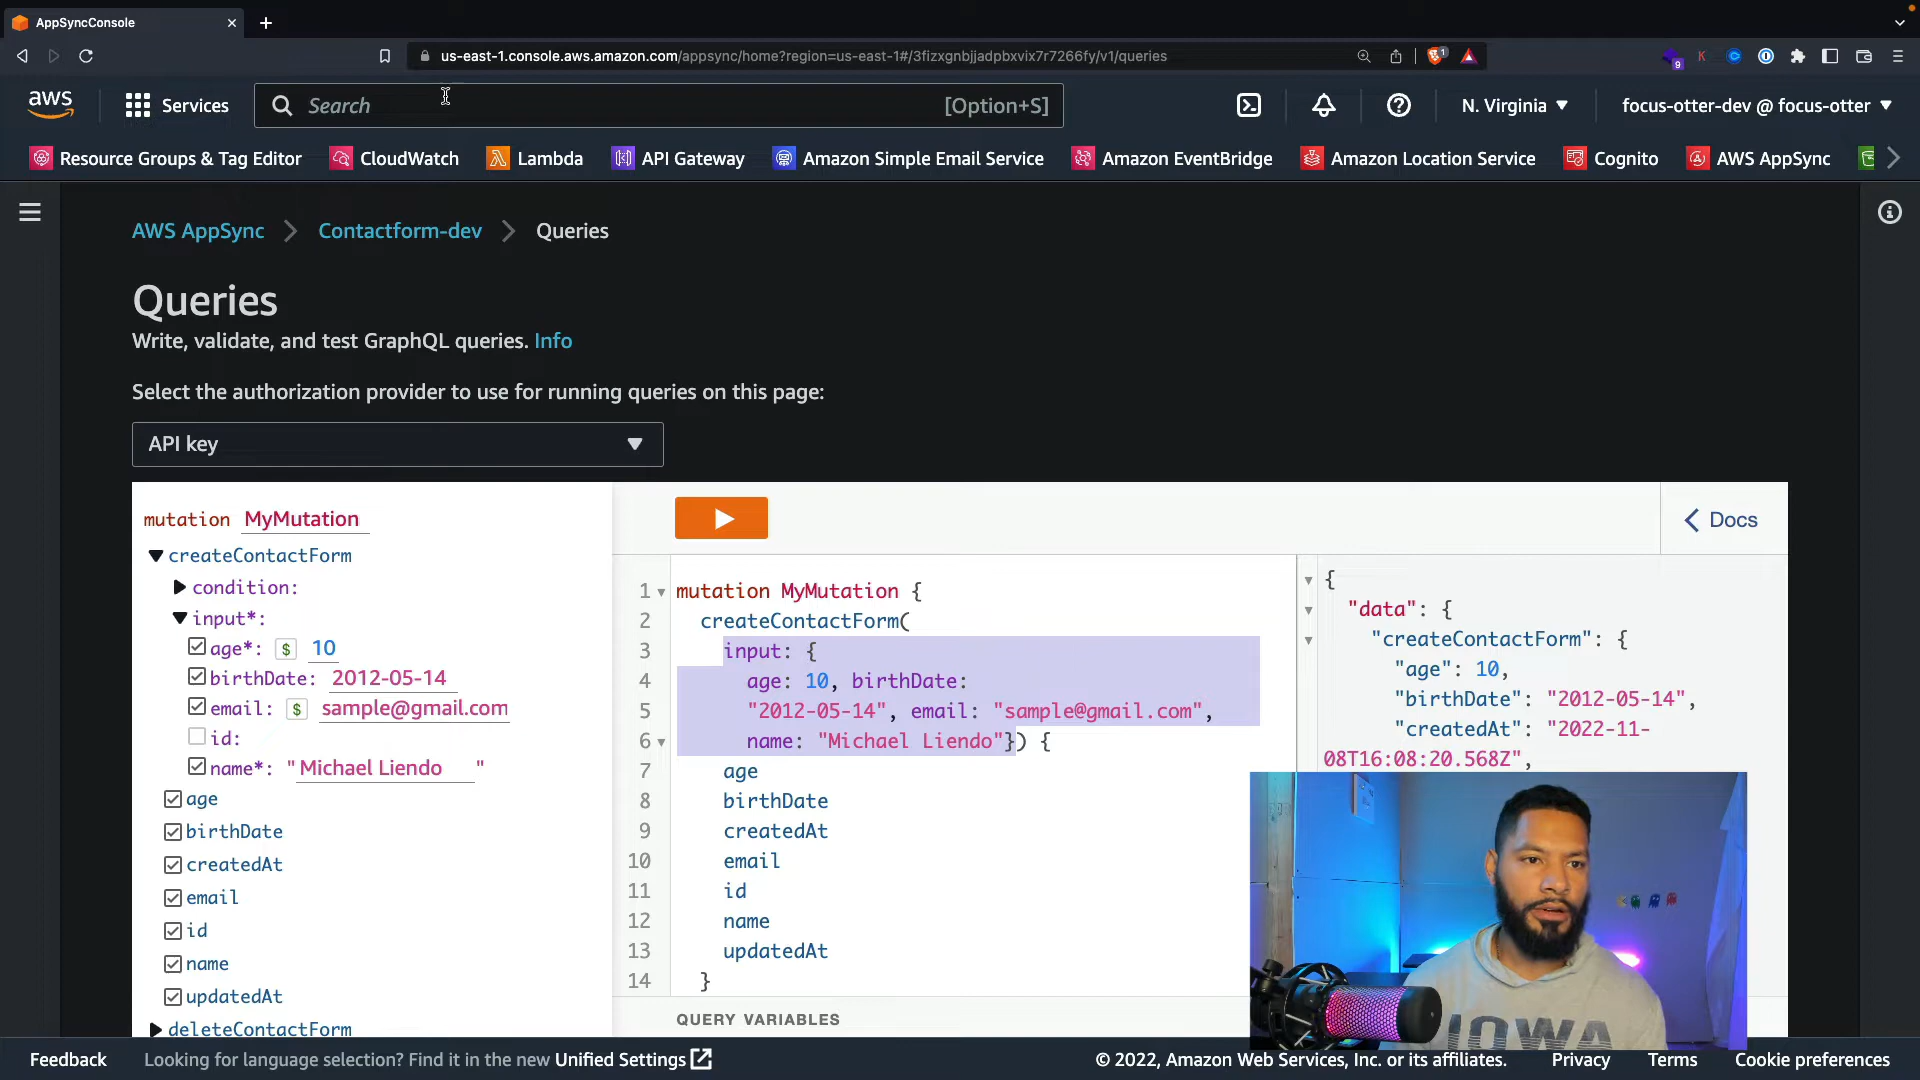 AppSyncConsole
us-east-1.console.aws.amazon.com/appsync/home?region=us-east-1#/3fizxgnbjjadpbxvix7r7266fy/v1/queries
1
9
K
aws
Services
Search
[Option+S]
N. Virginia
focus-otter-dev @ focus-otter
Resource Groups & Tag Editor
CloudWatch
Lambda
API Gateway
Amazon Simple Email Service
Amazon EventBridge
Amazon Location Service
Cognito
AWS AppSync
AWS AppSync
Contactform-dev
Queries
Queries
Write, validate, and test GraphQL queries. Info
Select the authorization provider to use for running queries on this page:
API key
mutation MyMutation
createContactForm
condition:
input*:
age*: $ 10
birthDate: 2012-05-14
email: $ sample@gmail.com
id:
name*: "Michael Liendo "
age
birthDate
createdAt
email
id
name
updatedAt
deleteContactForm
1 mutation MyMutation {
2 createContactForm(
3 input: {
4 age: 10, birthDate:
5 "2012-05-14", email: "sample@gmail.com",
6 name: "Michael Liendo"}) {
7 age
8 birthDate
9 createdAt
10 email
11 id
12 name
13 updatedAt
14 }
QUERY VARIABLES
Docs
{
"data": {
"createContactForm": {
"age": 10,
"birthDate": "2012-05-14",
"createdAt": "2022-11-
08T16:08:20.568Z",
IOWA
Feedback
Looking for language selection? Find it in the new Unified Settings
© 2022, Amazon Web Services, Inc. or its affiliates.
Privacy
Terms
Cookie preferences